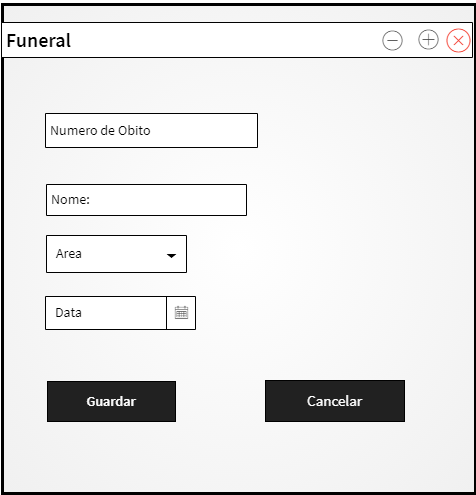 Funeral
Numero de Obito
Nome:
Area
Data
Guardar
Cancelar